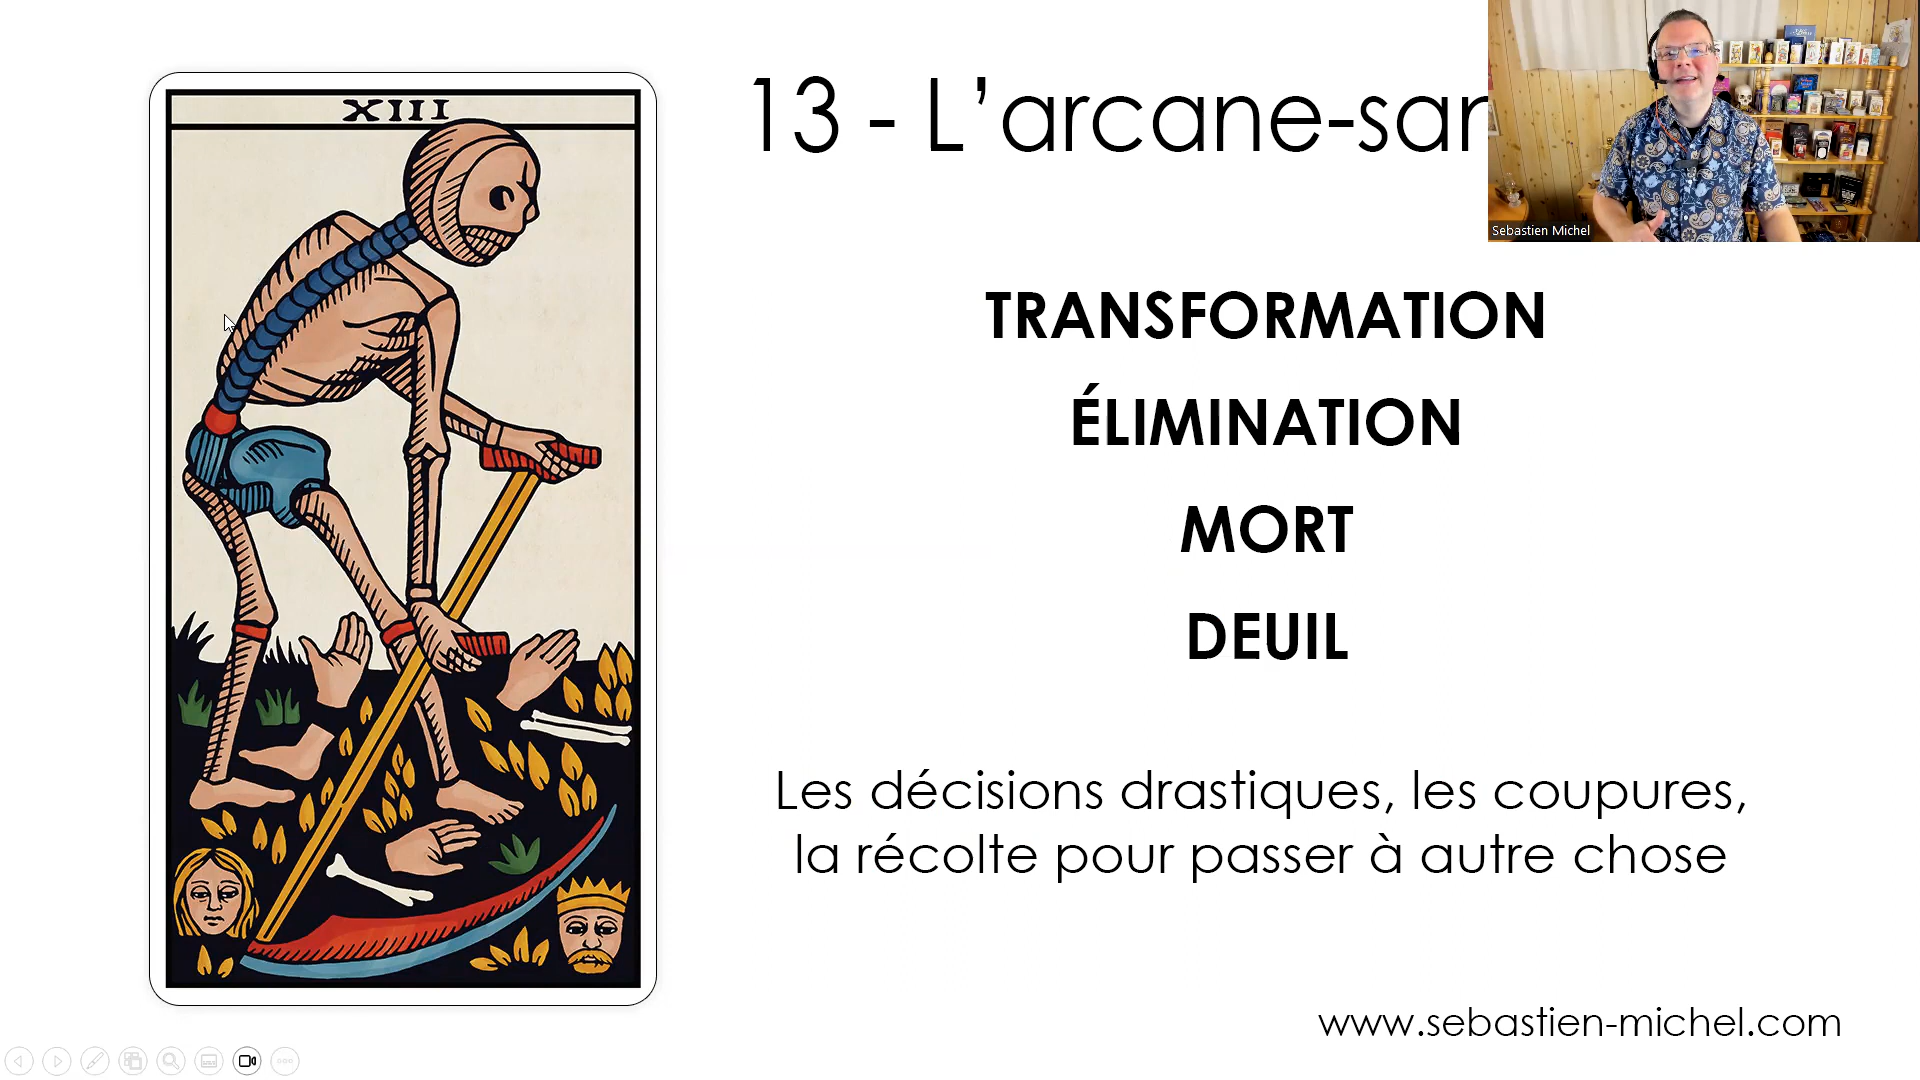 XIII
13 - L’arcane-san
Sebastien Michel
TRANSFORMATION
ÉLIMINATION
MORT
DEUIL
Les décisions drastiques, les coupures,
la récolte pour passer à autre chose
www.sebastien-michel.com